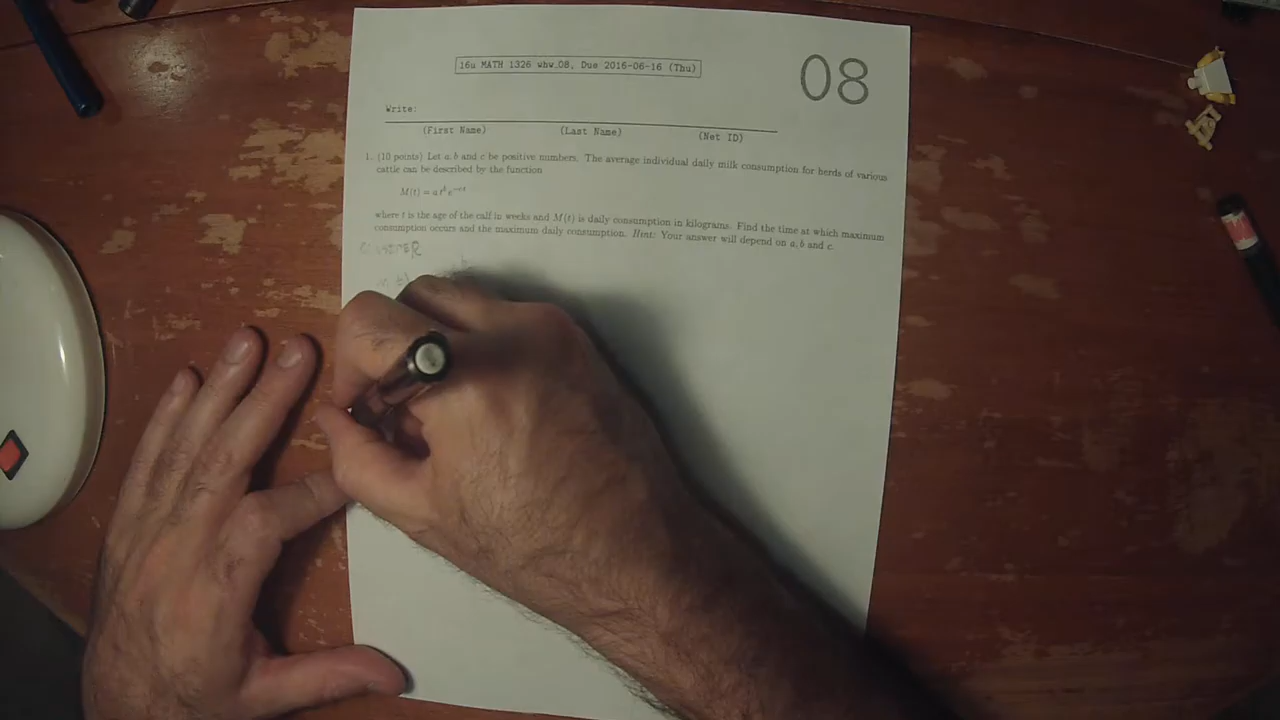 16u MATH 1326 whw_08, Due 2016-06-16 (Thu)
08
Write:
(First Name) (Last Name) (Net ID)
1. (10 points) Let a, b and c be positive numbers. The average individual daily milk consumption for herds of various
cattle can be described by the function
M(t) = a t^b e^{-ct}
where t is the age of the calf in weeks and M(t) is daily consumption in kilograms. Find the time at which maximum
consumption occurs and the maximum daily consumption. Hint: Your answer will depend on a, b and c.